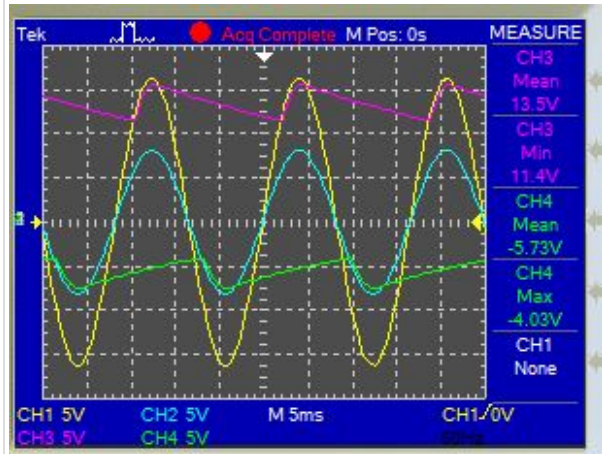 Tek Acq Complete M Pos: 0s MEASURE
CH3
Mean
13.5V
CH3
Min
11.4V
CH4
Mean
-5.73V
CH4
Max
-4.03V
CH1
None
CH1 5V CH2 5V M 5ms CH1 0V
CH3 5V CH4 5V